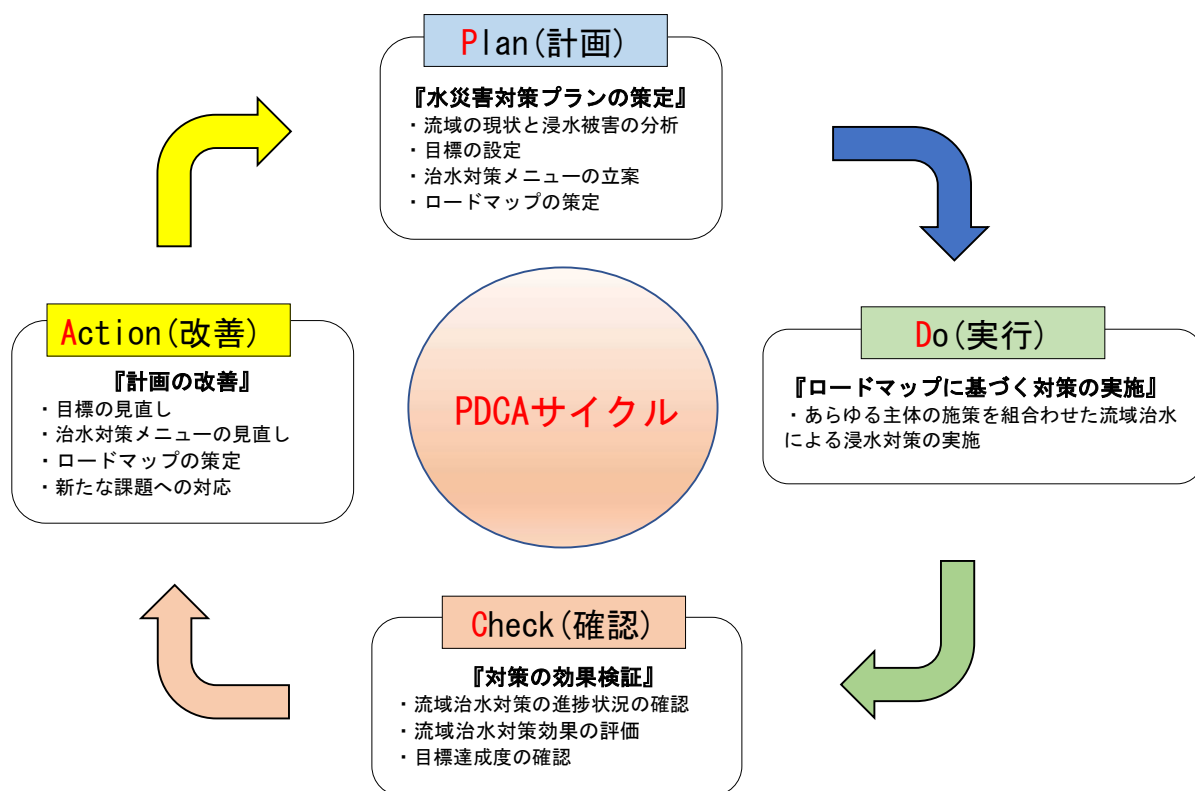 Plan(計画)
『水災害対策プランの策定』
・流域の現状と浸水被害の分析
・目標の設定
・治水対策メニューの立案
・ロードマップの策定
Do(実行)
『ロードマップに基づく対策の実施』
・あらゆる主体の施策を組合わせた流域治水
による浸水対策の実施
Check(確認)
『対策の効果検証』
・流域治水対策の進捗状況の確認
・流域治水対策効果の評価
・目標達成度の確認
Action(改善)
『計画の改善』
・目標の見直し
・治水対策メニューの見直し
・ロードマップの策定
・新たな課題への対応
PDCAサイクル